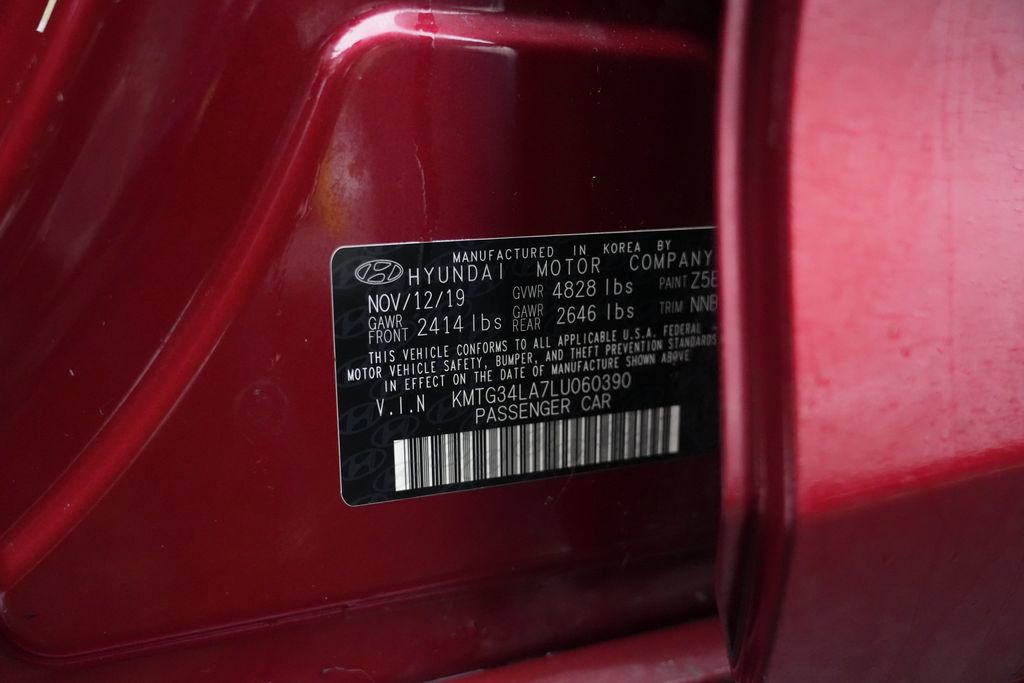 MANUFACTURED IN KOREA BY
HYUNDAI MOTOR COMPANY
NOV/12/19 GVWR 4828 lbs PAINT Z5E
GAWR FRONT 2414 lbs GAWR REAR 2646 lbs TRIM NNB
THIS VEHICLE CONFORMS TO ALL APPLICABLE U.S.A. FEDERAL
MOTOR VEHICLE SAFETY, BUMPER, AND THEFT PREVENTION STANDARDS
IN EFFECT ON THE DATE OF MANUFACTURE SHOWN ABOVE
V.I.N KMTG34LA7LU060390
PASSENGER CAR